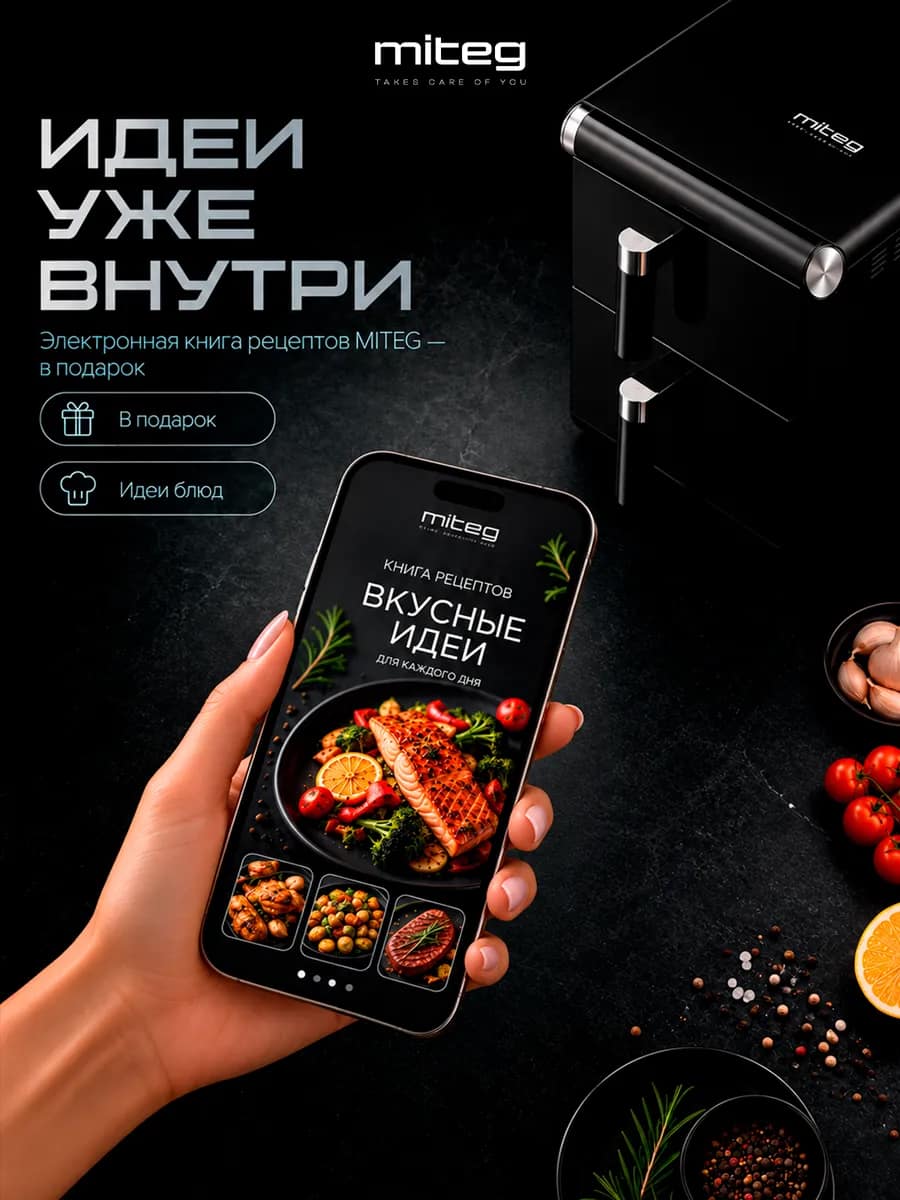 miteg
TAKES CARE OF YOU
ИДЕИ
УЖЕ
ВНУТРИ
Электронная книга рецептов MITEG —
в подарок
В подарок
Идеи блюд
miteg
miteg
КНИГА РЕЦЕПТОВ
ВКУСНЫЕ
ИДЕИ
ДЛЯ КАЖДОГО ДНЯ